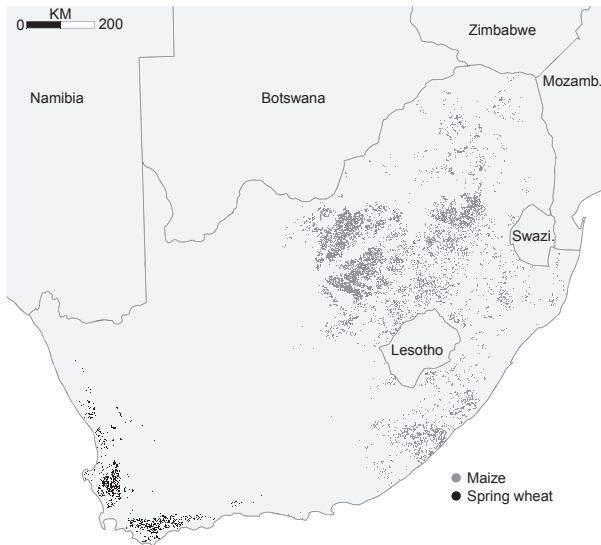 KM
0 200
Zimbabwe
Mozamb.
Namibia
Botswana
Swazi.
Lesotho
Maize
Spring wheat